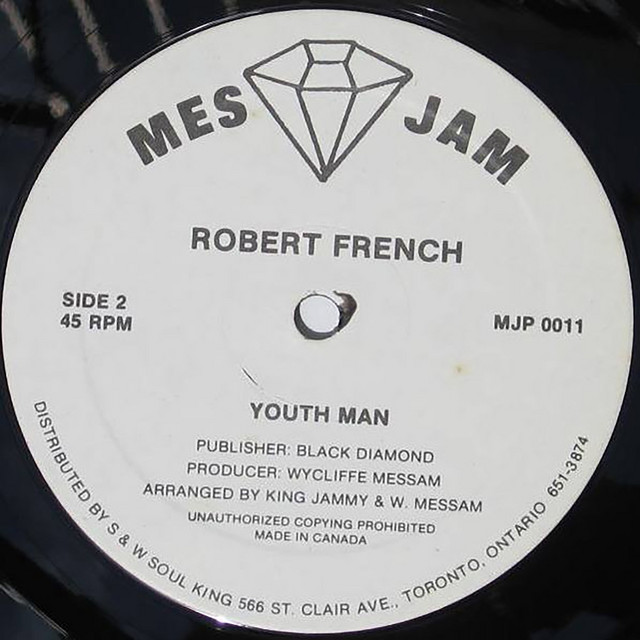 MES JAM
ROBERT FRENCH
SIDE 2
45 RPM
MJP 0011
YOUTH MAN
PUBLISHER: BLACK DIAMOND
PRODUCER: WYCLIFFE MESSAM
ARRANGED BY KING JAMMY & W. MESSAM
UNAUTHORIZED COPYING PROHIBITED
MADE IN CANADA
DISTRIBUTED BY S & W SOUL KING 566 ST. CLAIR AVE., TORONTO, ONTARIO 651-3874